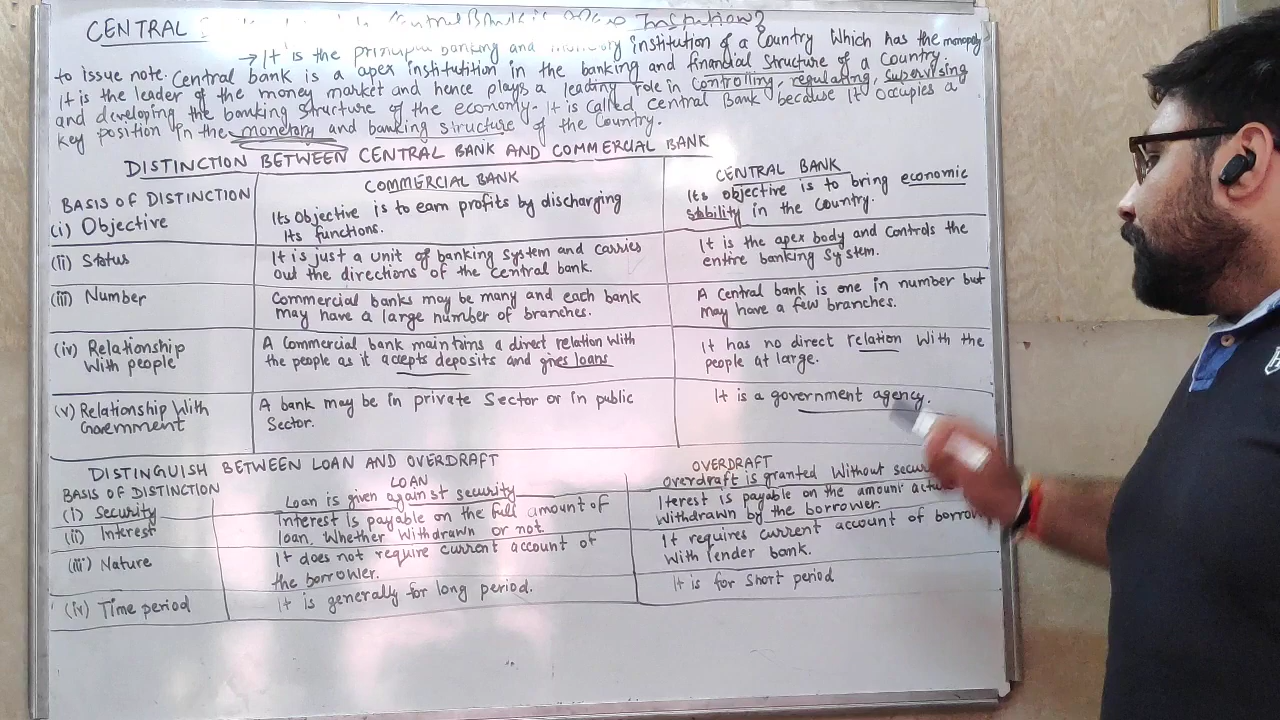 CENTRAL Central Bank is
→ It is the principal banking and institution of a Country Which has the monopoly
to issue note. Central bank is a apex institutition in the banking and financial Structure of a Country.
It is the leader of the money market and hence plays a leading role in controlling, regulating, Supervising
and developing the banking Structure of the economy. It is called Central Bank because It occupies a
key position in the monetory and banking structure of the Country.
DISTINCTION BETWEEN CENTRAL BANK AND COMMERCIAL BANK
BASIS OF DISTINCTION COMMERCIAL BANK CENTRAL BANK
(i) Objective Its objective is to earn profits by discharging Its objective is to bring economic
Its functions. stability in the Country.
(ii) Status It is just a unit of banking system and carries It is the apex body and controls the
out the directions of the central bank. entire banking System.
(iii) Number Commercial banks may be many and each bank A Central bank is one in number but
may have a large number of branches. may have a few branches.
(iv) Relationship A Commercial bank maintains a direct relation With It has no direct relation With the
With people the people as it accepts deposits and gives loans people at large.
(v) Relationship With A bank may be in private Sector or in public It is a government agency.
Government Sector.
DISTINGUISH BETWEEN LOAN AND OVERDRAFT
BASIS OF DISTINCTION LOAN OVERDRAFT
(i) Security Loan is given against security Overdraft is granted Without
(ii) Interest Interest is payable on the full amount of Iterest is payable on the amount
loan, Whether Withdrawn or not. Withdrawn by the borrower.
(iii) Nature It does not require current account of It requires current account of
the borrower. With lender bank.
(iv) Time period It is generally for long period. It is for short period